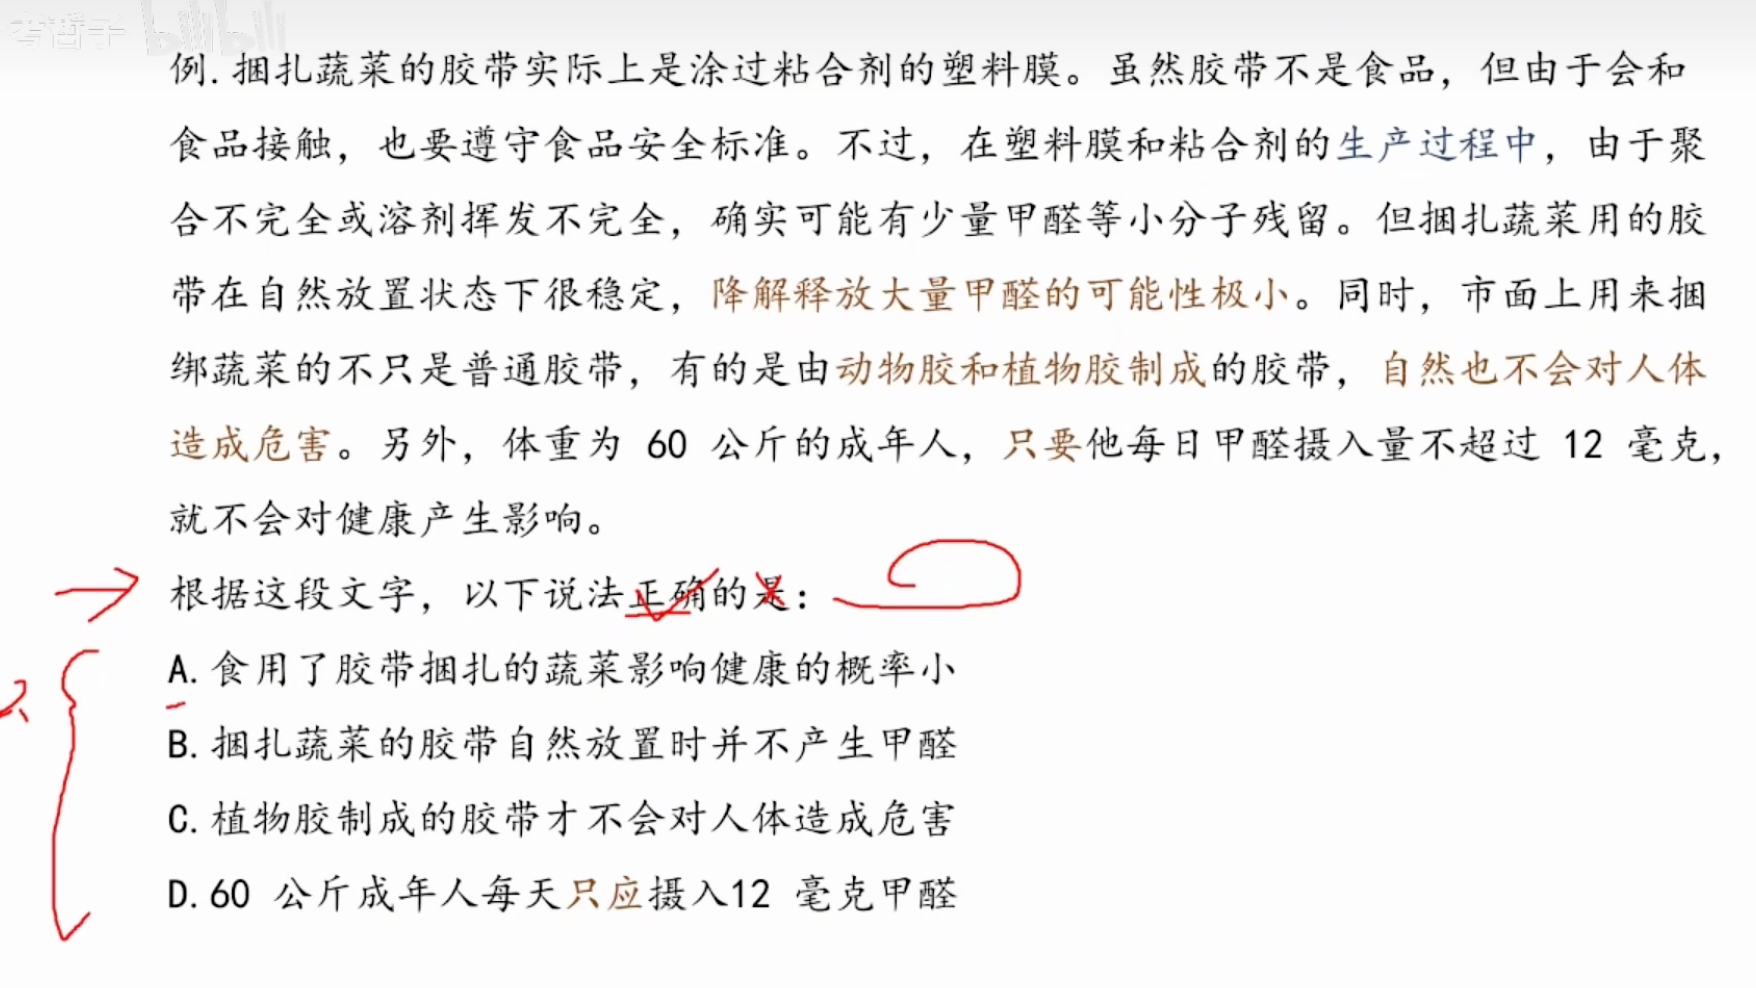 考酱子 bilibili
例.捆扎蔬菜的胶带实际上是涂过粘合剂的塑料膜。虽然胶带不是食品，但由于会和
食品接触，也要遵守食品安全标准。不过，在塑料膜和粘合剂的生产过程中，由于聚
合不完全或溶剂挥发不完全，确实可能有少量甲醛等小分子残留。但捆扎蔬菜用的胶
带在自然放置状态下很稳定，降解释放大量甲醛的可能性极小。同时，市面上用来捆
绑蔬菜的不只是普通胶带，有的是由动物胶和植物胶制成的胶带，自然也不会对人体
造成危害。另外，体重为 60 公斤的成年人，只要他每日甲醛摄入量不超过 12 毫克，
就不会对健康产生影响。
根据这段文字，以下说法正确的是：
A.食用了胶带捆扎的蔬菜影响健康的概率小
B.捆扎蔬菜的胶带自然放置时并不产生甲醛
C.植物胶制成的胶带才不会对人体造成危害
D.60 公斤成年人每天只应摄入12 毫克甲醛